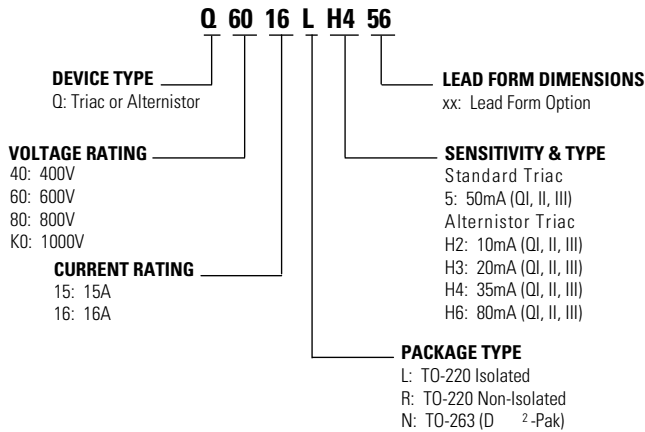 Q 60 16 L H4 56
DEVICE TYPE
Q: Triac or Alternistor
VOLTAGE RATING
40: 400V
60: 600V
80: 800V
K0: 1000V
CURRENT RATING
15: 15A
16: 16A
LEAD FORM DIMENSIONS
xx: Lead Form Option
SENSITIVITY & TYPE
Standard Triac
5: 50mA (QI, II, III)
Alternistor Triac
H2: 10mA (QI, II, III)
H3: 20mA (QI, II, III)
H4: 35mA (QI, II, III)
H6: 80mA (QI, II, III)
PACKAGE TYPE
L: TO-220 Isolated
R: TO-220 Non-Isolated
N: TO-263 (D ²-Pak)